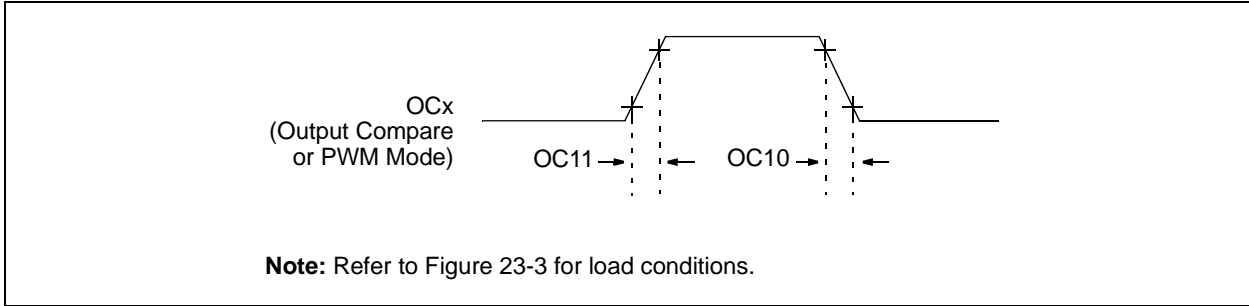 OCx
(Output Compare
or PWM Mode)
OC11
OC10
Note: Refer to Figure 23-3 for load conditions.